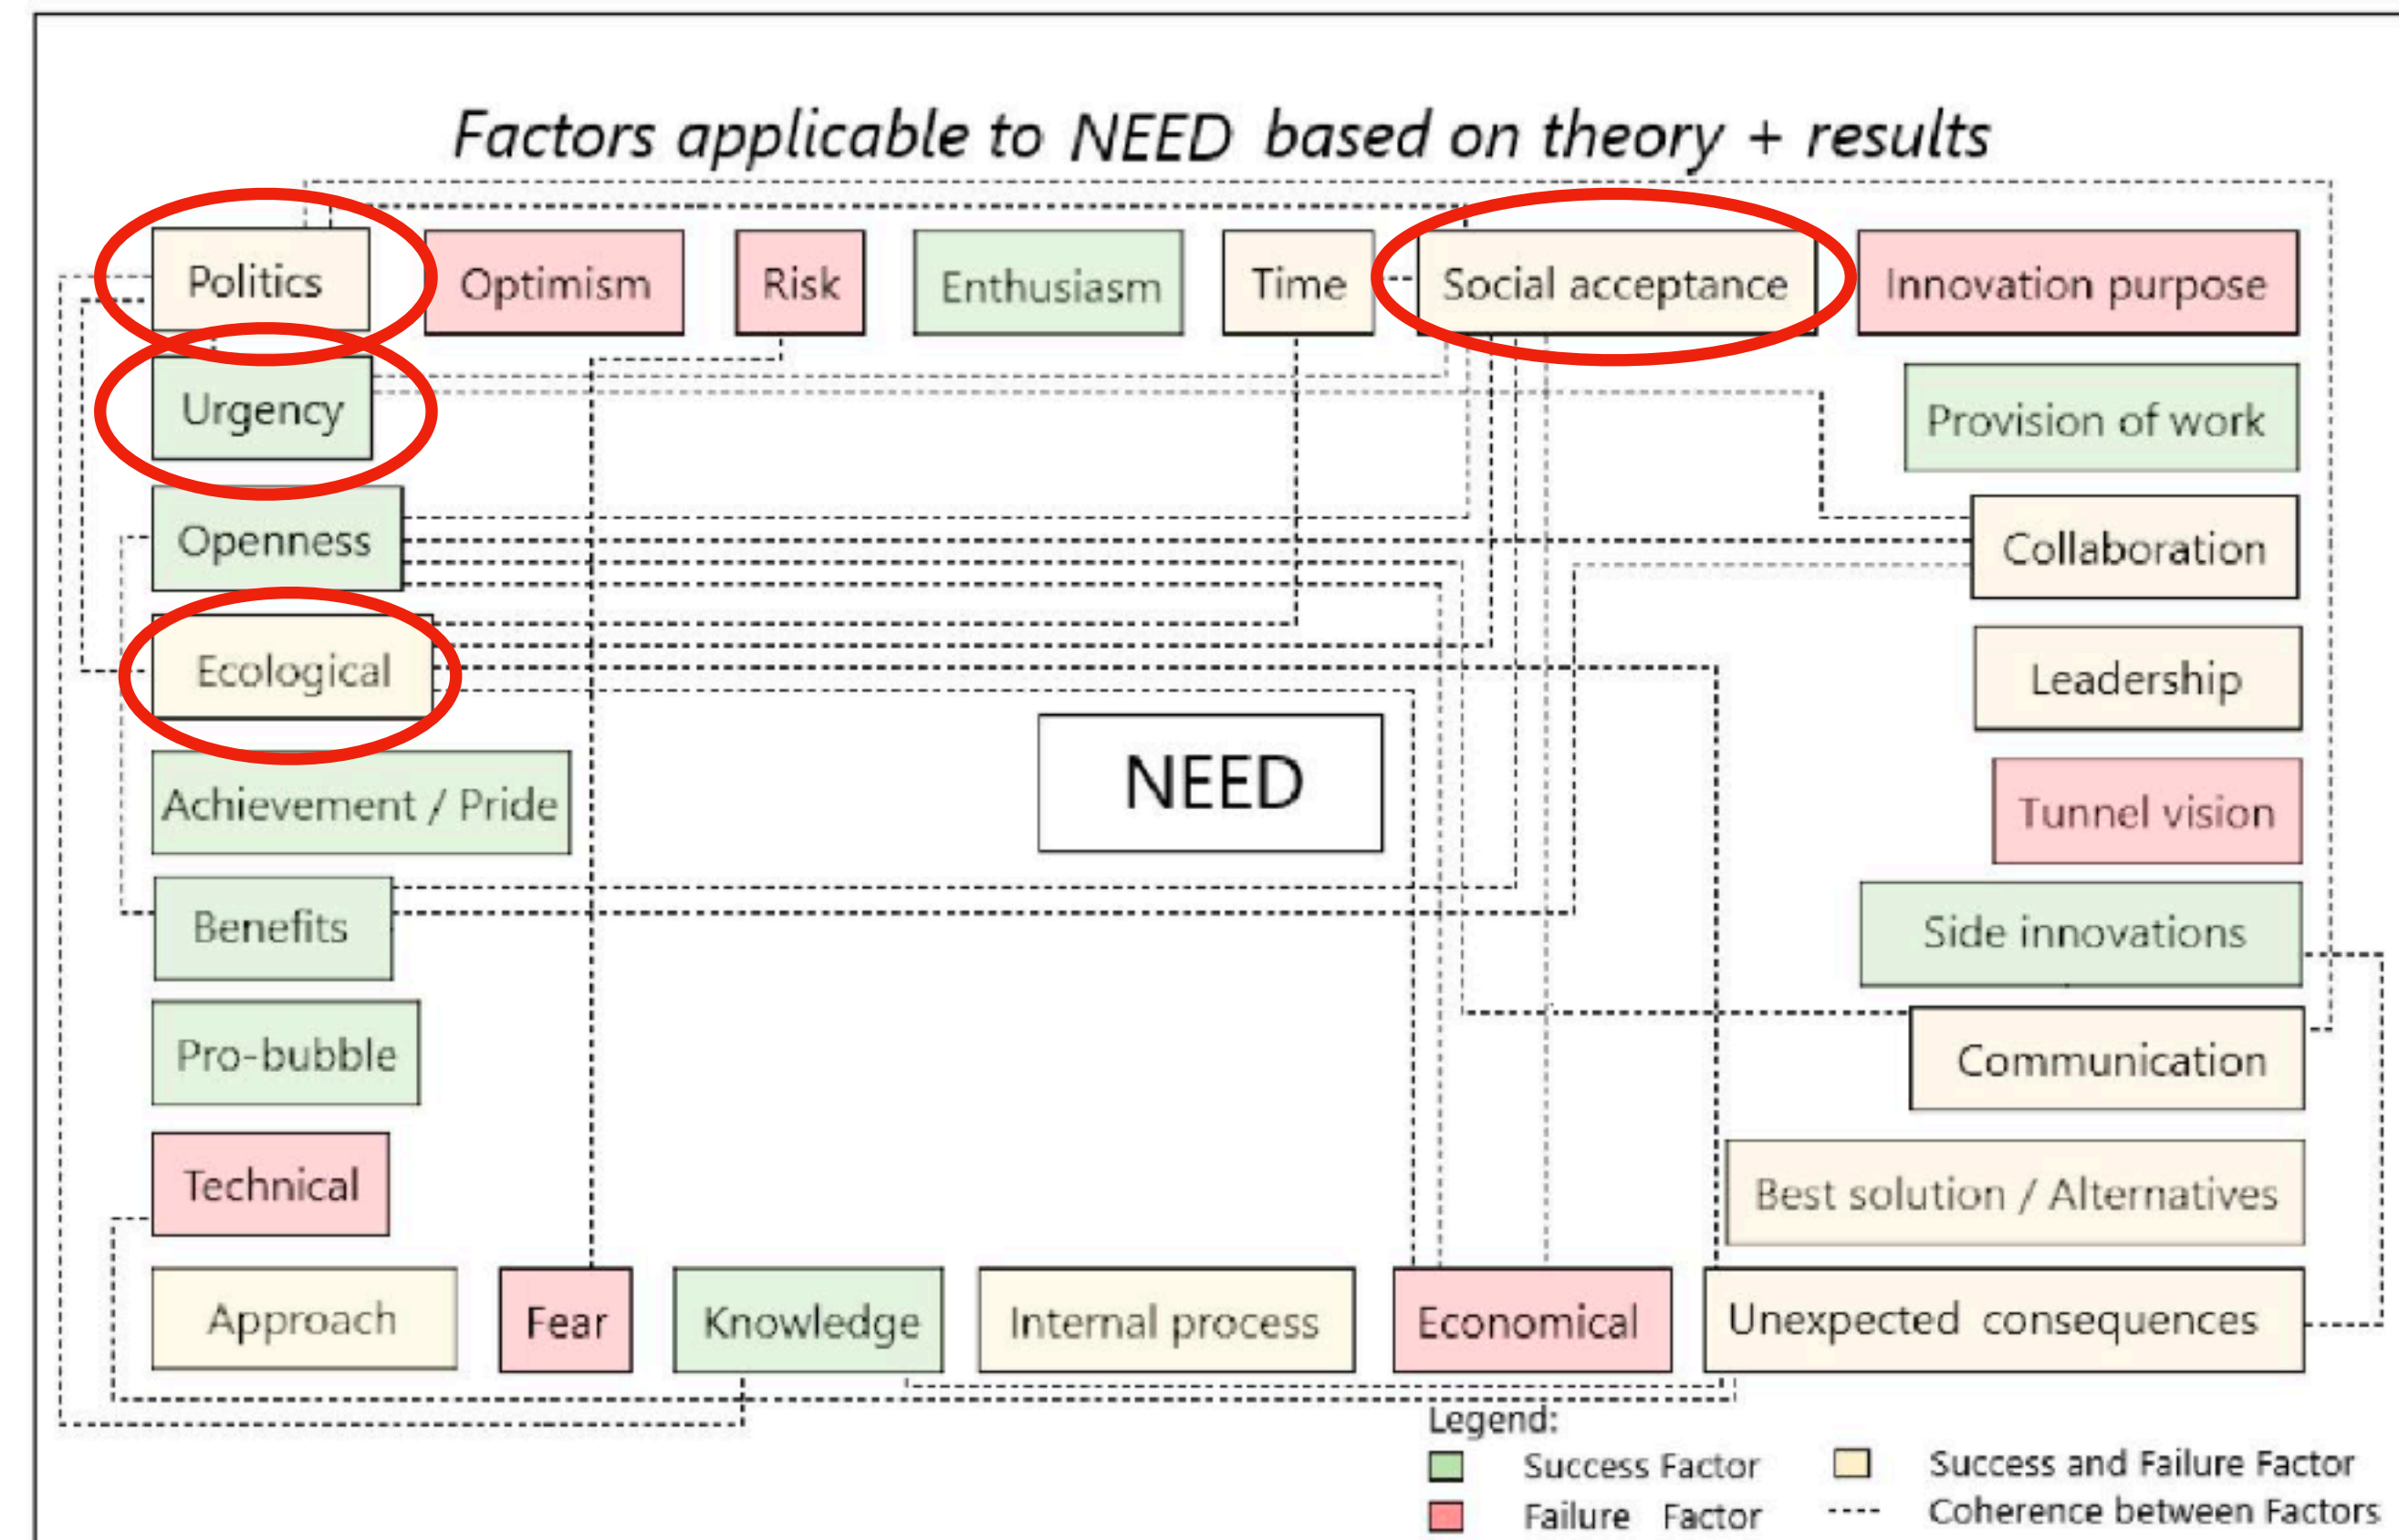 Factors applicable to NEED based on theory + results
Politics
Optimism
Risk
Enthusiasm
Time
Social acceptance
Innovation purpose
Urgency
Provision of work
Openness
Collaboration
Ecological
Leadership
NEED
Achievement / Pride
Tunnel vision
Benefits
Side innovations
Pro-bubble
Communication
Technical
Best solution / Alternatives
Approach
Fear
Knowledge
Internal process
Economical
Unexpected consequences
Legend:
Success Factor
Success and Failure Factor
Failure Factor
Coherence between Factors